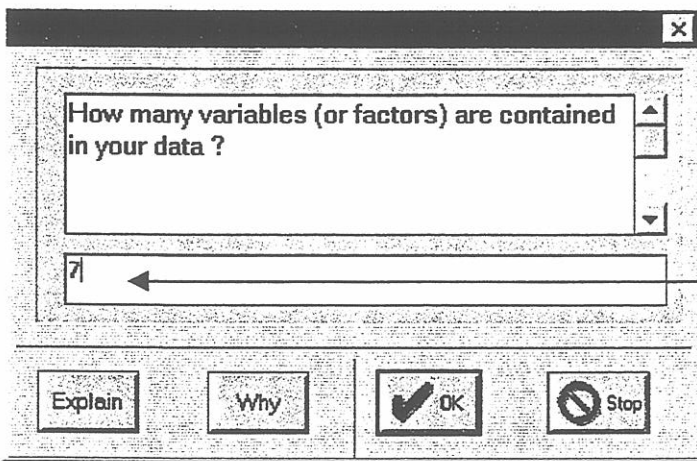 How many variables (or factors) are contained
in your data ?
7
Explain
Why
OK
Stop